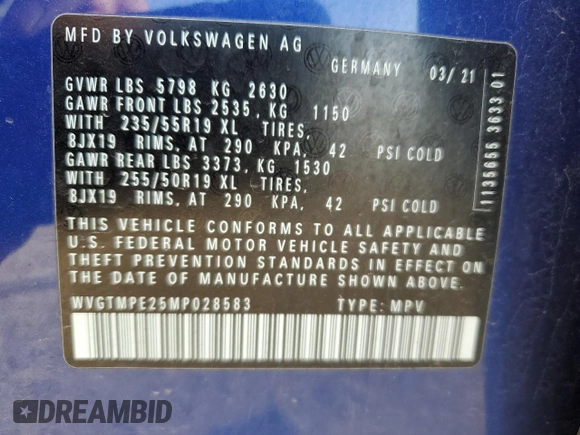 MFD BY VOLKSWAGEN AG
GERMANY 03/21
GVWR LBS 5798 KG 2630
GAWR FRONT LBS 2535, KG 1150
WITH 235/55R19 XL TIRES,
8JX19 RIMS, AT 290 KPA, 42 PSI COLD
GAWR REAR LBS 3373, KG 1530
WITH 255/50R19 XL TIRES,
8JX19 RIMS, AT 290 KPA, 42 PSI COLD
THIS VEHICLE CONFORMS TO ALL APPLICABLE
U.S. FEDERAL MOTOR VEHICLE SAFETY AND
THEFT PREVENTION STANDARDS IN EFFECT ON
THE DATE OF MANUFACTURE SHOWN ABOVE.
WVGTMPE25MP028583 TYPE: MPV
1135655 3633 01
DREAMBID